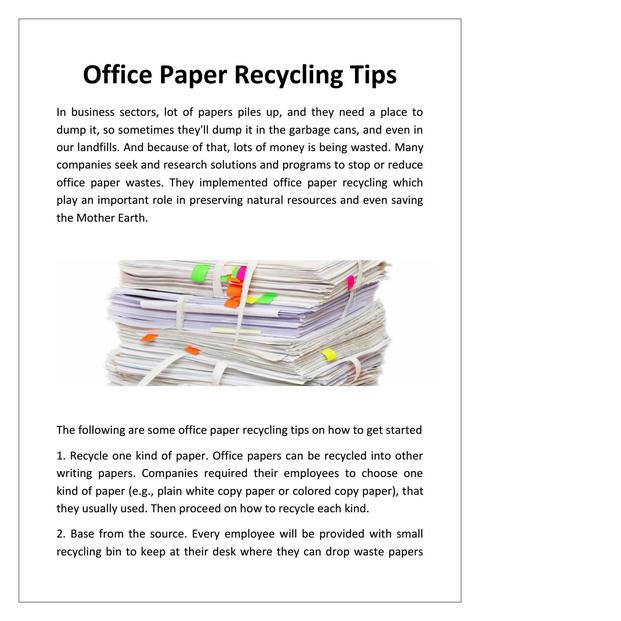 Office Paper Recycling Tips
In business sectors, lot of papers piles up, and they need a place to
dump it, so sometimes they'll dump it in the garbage cans, and even in
our landfills. And because of that, lots of money is being wasted. Many
companies seek and research solutions and programs to stop or reduce
office paper wastes. They implemented office paper recycling which
play an important role in preserving natural resources and even saving
the Mother Earth.
The following are some office paper recycling tips on how to get started
1. Recycle one kind of paper. Office papers can be recycled into other
writing papers. Companies required their employees to choose one
kind of paper (e.g., plain white copy paper or colored copy paper), that
they usually used. Then proceed on how to recycle each kind.
2. Base from the source. Every employee will be provided with small
recycling bin to keep at their desk where they can drop waste papers